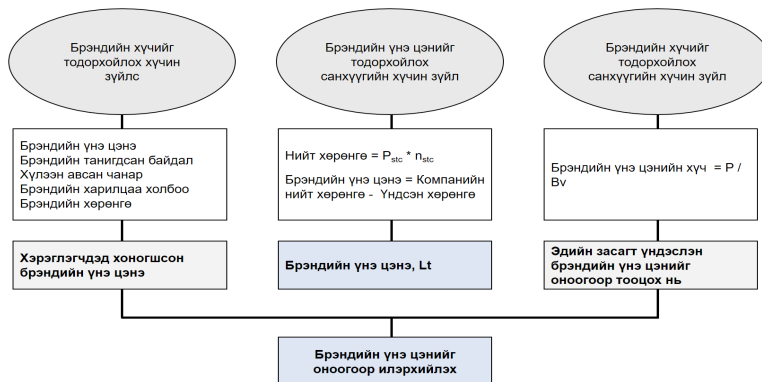 Брэндийн хүчийг
тодорхойлох хүчин
зүйлс
Брэндийн үнэ цэнийг
тодорхойлох
санхүүгийн хүчин зүйл
Брэндийн хүчийг
тодорхойлох
санхүүгийн хүчин зүйл
Брэндийн үнэ цэнэ
Брэндийн танигдсан байдал
Хүлээн авсан чанар
Брэндийн харилцаа холбоо
Брэндийн хөрөнгө
Нийт хөрөнгө = Pstc * nstc
Брэндийн үнэ цэнэ = Компанийн
нийт хөрөнгө - Үндсэн хөрөнгө
Брэндийн үнэ цэнийн хүч = P /
Bv
Хэрэглэгчдэд хоногшсон
брэндийн үнэ цэнэ
Брэндийн үнэ цэнэ, Lt
Эдийн засагт үндэслэн
брэндийн үнэ цэнийг
оноогоор тооцох нь
Брэндийн үнэ цэнийг
оноогоор илэрхийлэх